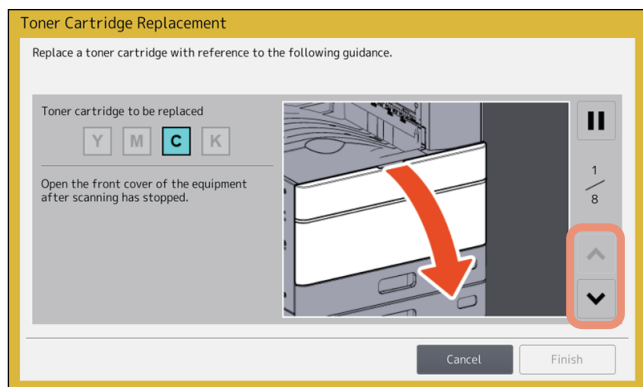 Toner Cartridge Replacement
Replace a toner cartridge with reference to the following guidance.
Toner cartridge to be replaced
Y M C K
Open the front cover of the equipment
after scanning has stopped.
1
8
Cancel Finish